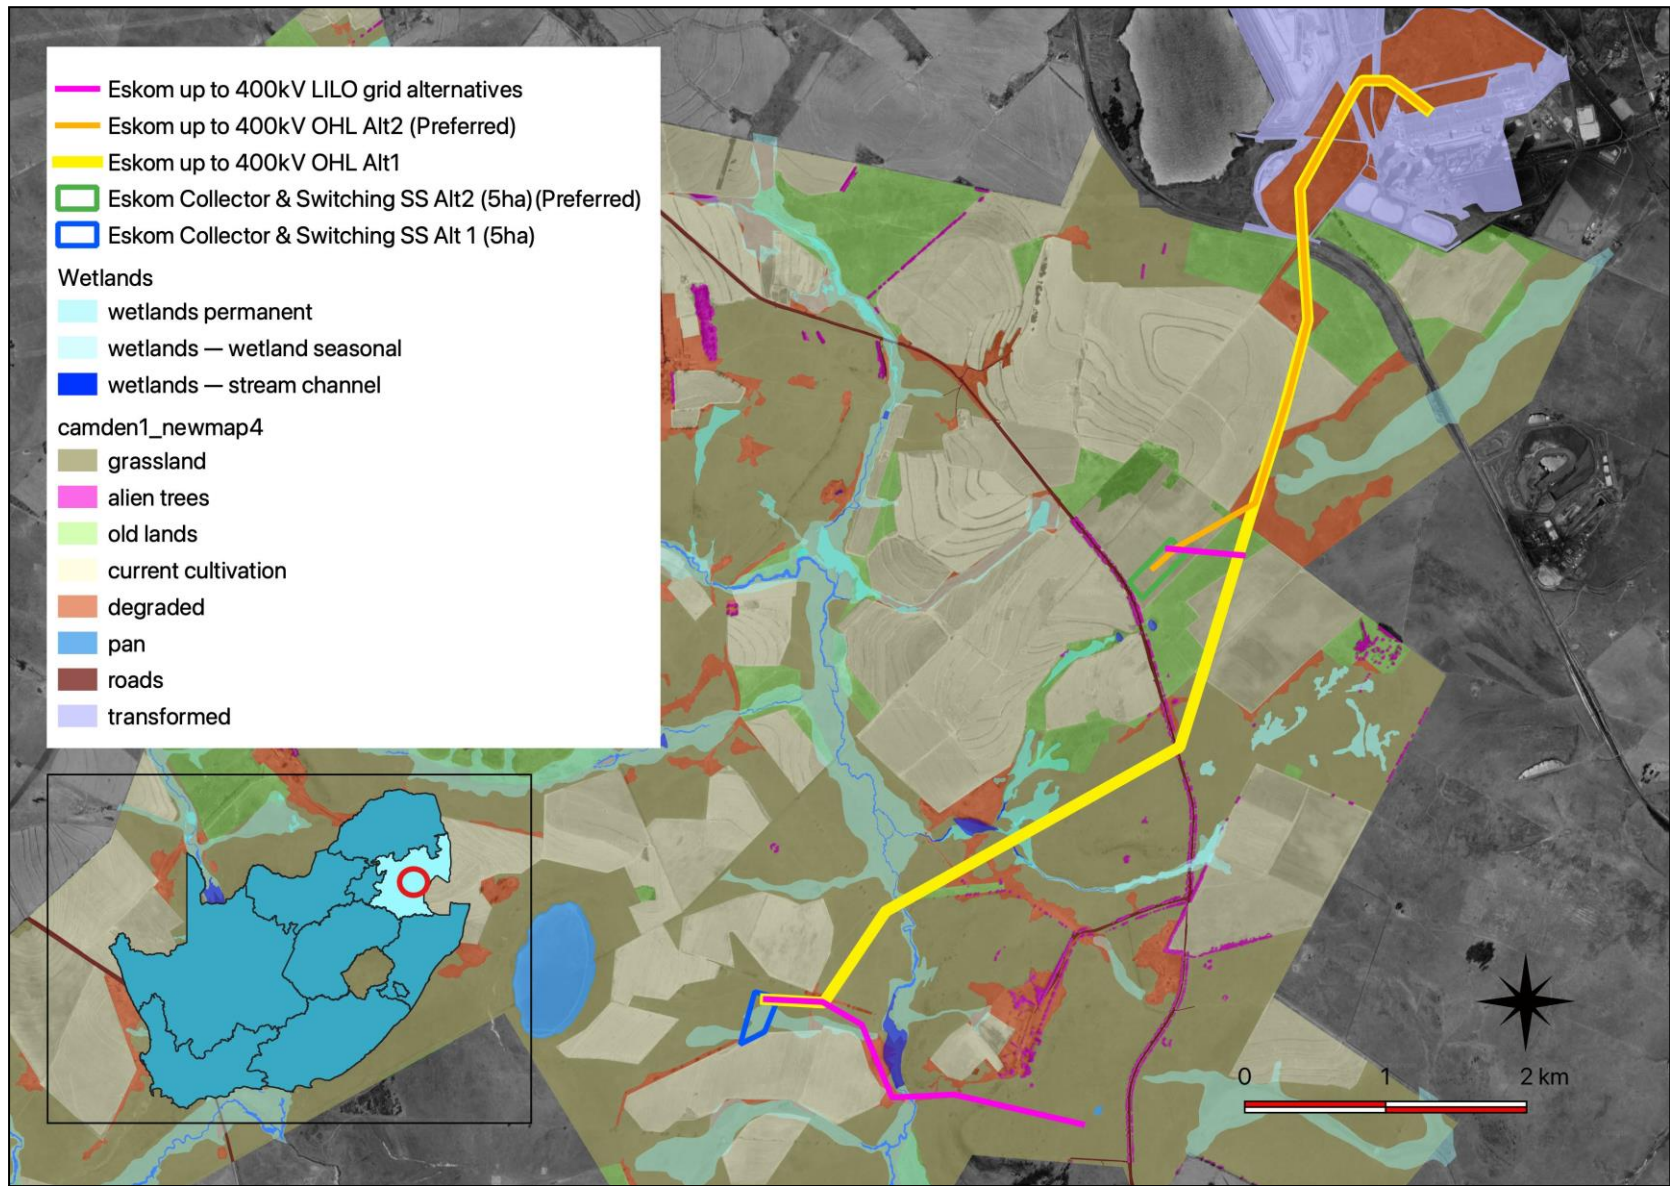 Eskom up to 400kV LILO grid alternatives
Eskom up to 400kV OHL Alt2 (Preferred)
Eskom up to 400kV OHL Alt1
Eskom Collector & Switching SS Alt2 (5ha)(Preferred)
Eskom Collector & Switching SS Alt 1 (5ha)
Wetlands
wetlands permanent
wetlands — wetland seasonal
wetlands — stream channel
camden1_newmap4
grassland
alien trees
old lands
current cultivation
degraded
pan
roads
transformed
0 1 2 km